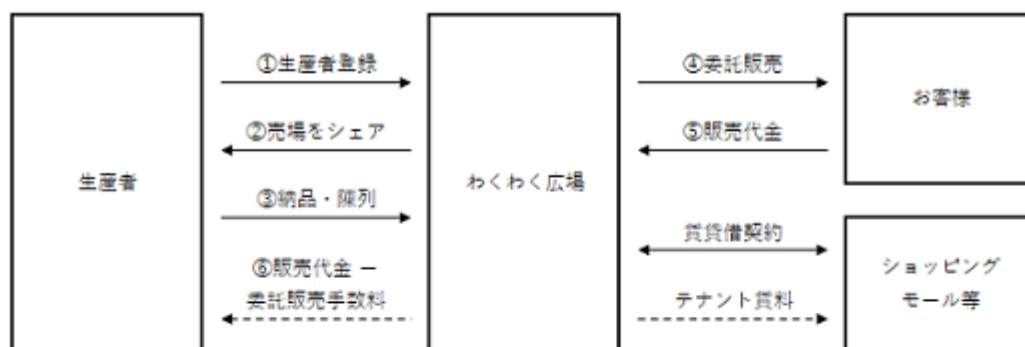 生産者
①生産者登録
②売場をシェア
③納品・陳列
⑥販売代金 －
委託販売手数料
わくわく広場
④委託販売
⑤販売代金
賃貸借契約
テナント賃料
お客様
ショッピング
モール等